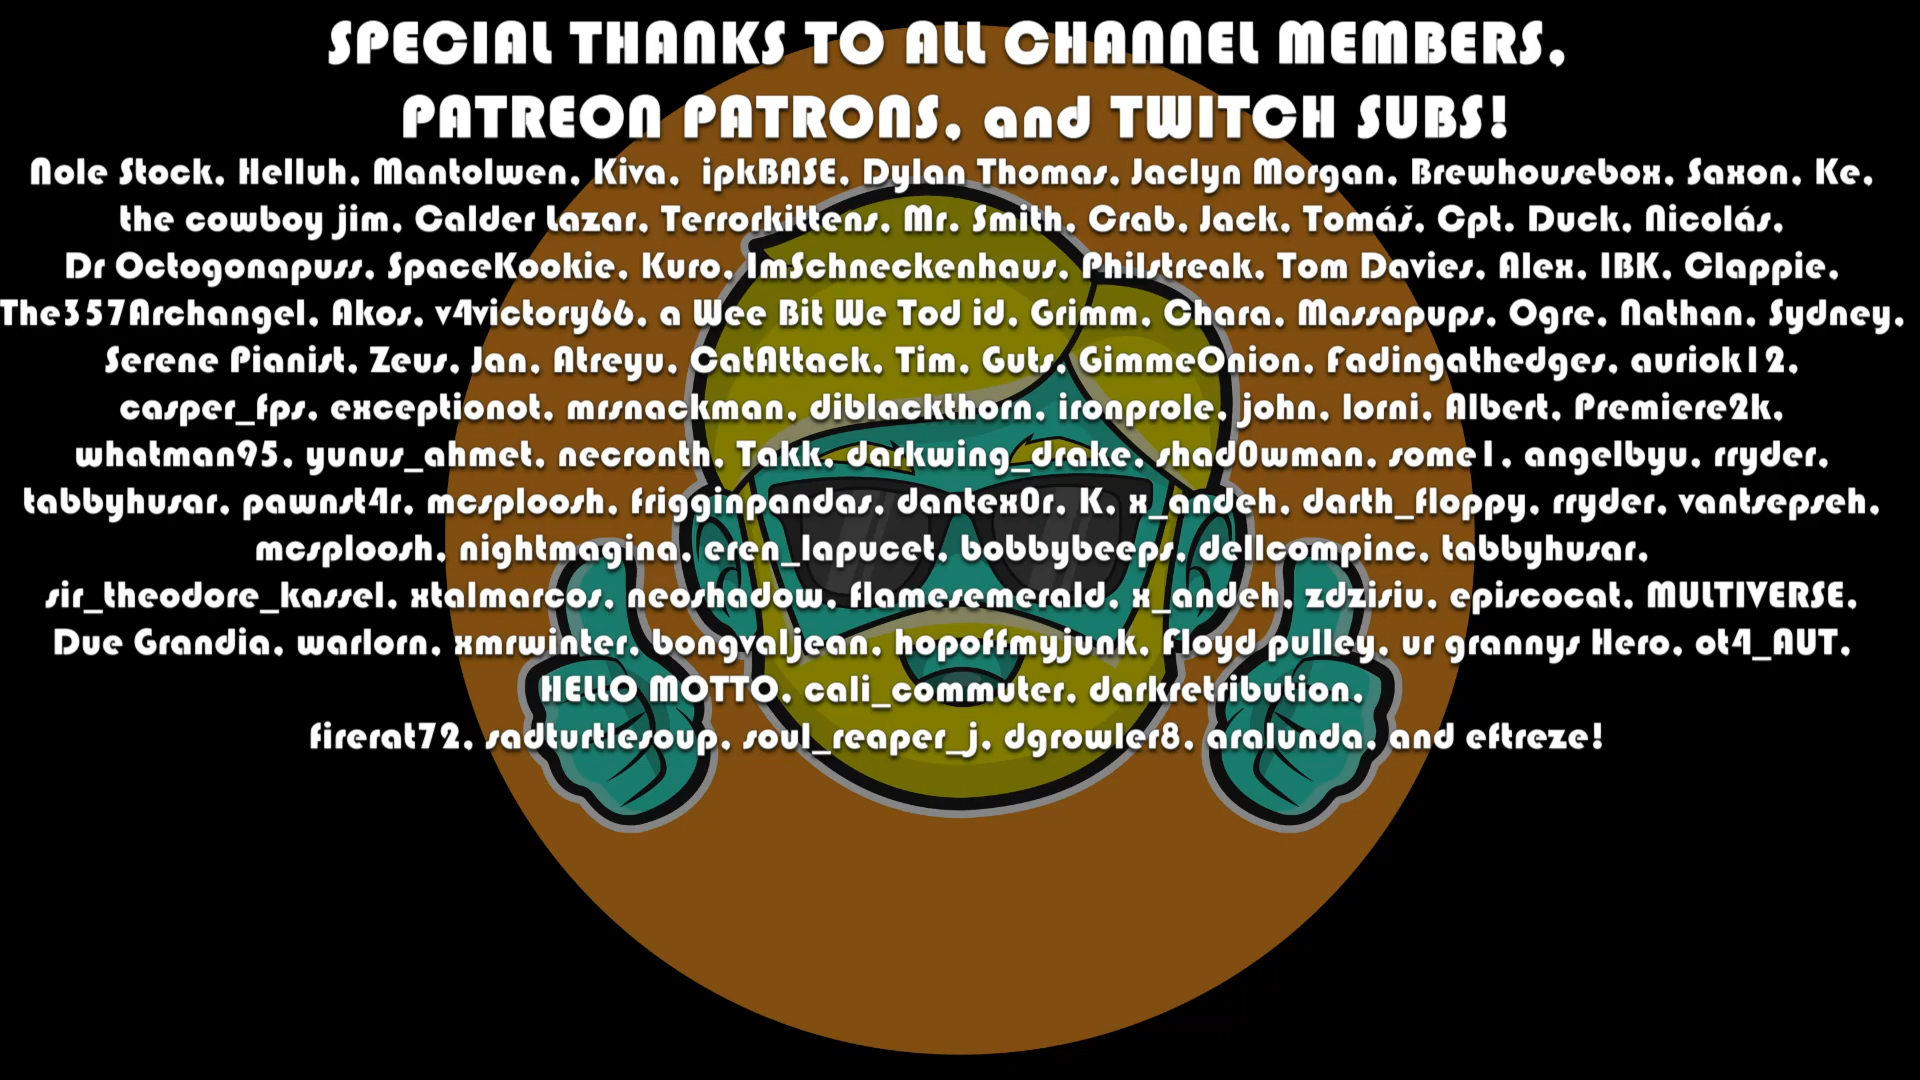 SPECIAL THANKS TO ALL CHANNEL MEMBERS,
PATREON PATRONS, and TWITCH SUBS!
Nole Stock, Helluh, Mantolwen, Kiva,  ipkBASE, Dylan Thomas, Jaclyn Morgan, Brewhousebox, Saxon, Ke,
the cowboy jim, Calder Lazar, Terrorkittens, Mr. Smith, Crab, Jack, Tomáš, Cpt. Duck, Nicolás,
Dr Octogonapuss, SpaceKookie, Kuro, ImSchneckenhaus, Philstreak, Tom Davies, Alex, IBK, Clappie,
The357Archangel, Akos, v4victory66, a Wee Bit We Tod id, Grimm, Chara, Massapups, Ogre, Nathan, Sydney,
Serene Pianist, Zeus, Jan, Atreyu, CatAttack, Tim, Guts, GimmeOnion, Fadingathedges, auriok12,
casper_fps, exceptionot, mrsnackman, diblackthorn, ironprole, john, lorni, Albert, Premiere2k,
whatman95, yunus_ahmet, necronth, Takk, darkwing_drake, shad0wman, some1, angelbyu, rryder,
tabbyhusar, pawnst4r, mcsploosh, frigginpandas, dantex0r, K, x_andeh, darth_floppy, rryder, vantsepseh,
mcsploosh, nightmagina, eren_lapucet, bobbybeeps, dellcompinc, tabbyhusar,
sir_theodore_kassel, xtalmarcos, neoshadow, flamesemerald, x_andeh, zdzisiu, episcocat, MULTIVERSE,
Due Grandia, warlorn, xmrwinter, bongvaljean, hopoffmyjunk, Floyd pulley, ur grannys Hero, ot4_AUT,
HELLO MOTTO, cali_commuter, darkretribution,
firerat72, sadturtlesoup, soul_reaper_j, dgrowler8, aralunda, and eftreze!